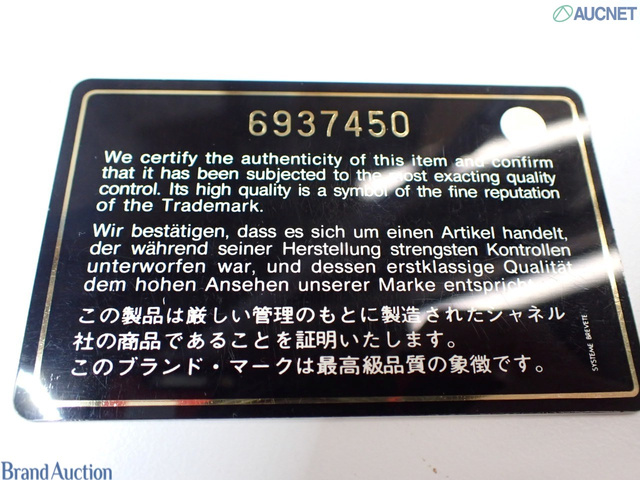 AUCNET
6937450
We certify the authenticity of this item and confirm
that it has been subjected to the most exacting quality
control. Its high quality is a symbol of the fine reputation
of the Trademark.
Wir bestätigen, dass es sich um einen Artikel handelt,
der während seiner Herstellung strengsten Kontrollen
unterworfen war, und dessen erstklassige Qualität
dem hohen Ansehen unserer Marke entspricht.
この製品は厳しい管理のもとに製造されたシャネル
社の商品であることを証明いたします。
このブランド・マークは最高級品質の象徴です。
SYSTEME BREVETE
Brand Auction